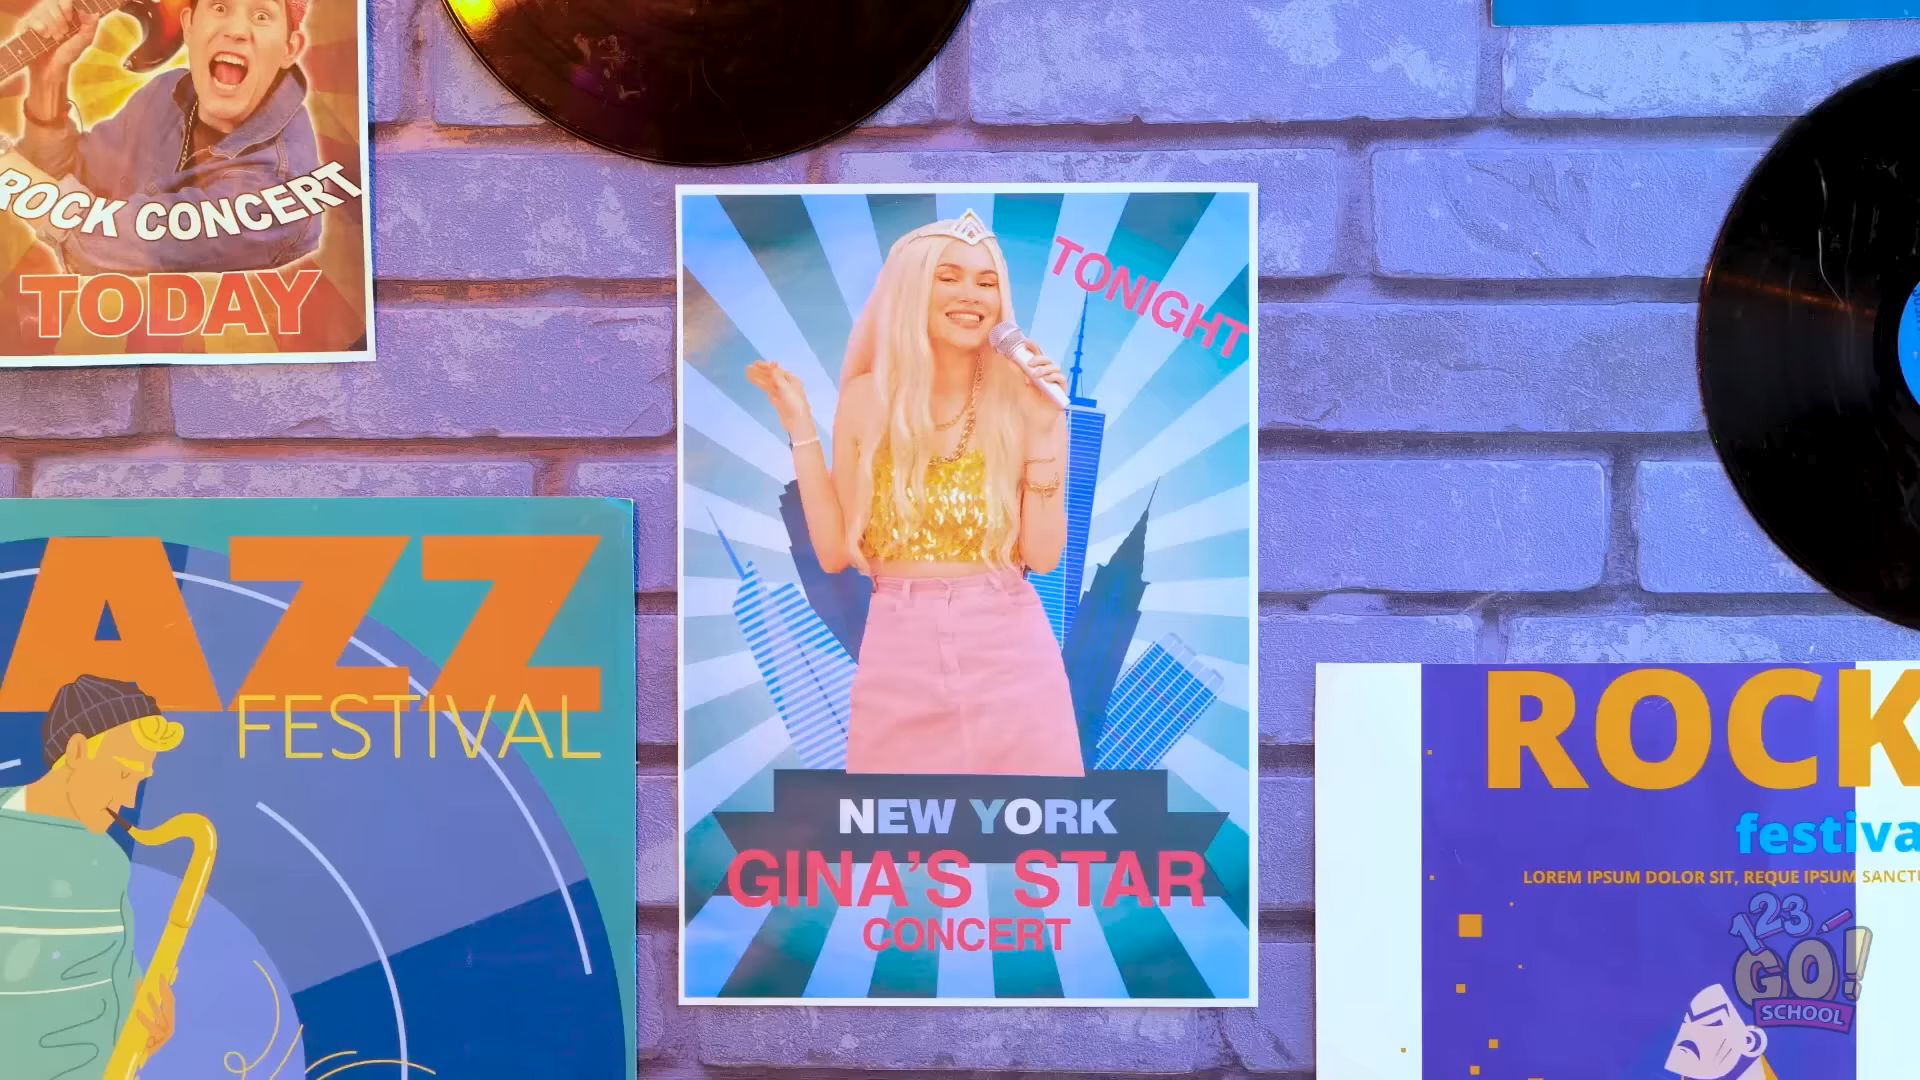 ROCK CONCERT
TODAY
TONIGHT
NEW YORK
GINA'S STAR
CONCERT
AZZ
FESTIVAL
ROCK
festiva
LOREM IPSUM DOLOR SIT, REQUE IPSUM SANCTU
123
GO!
SCHOOL